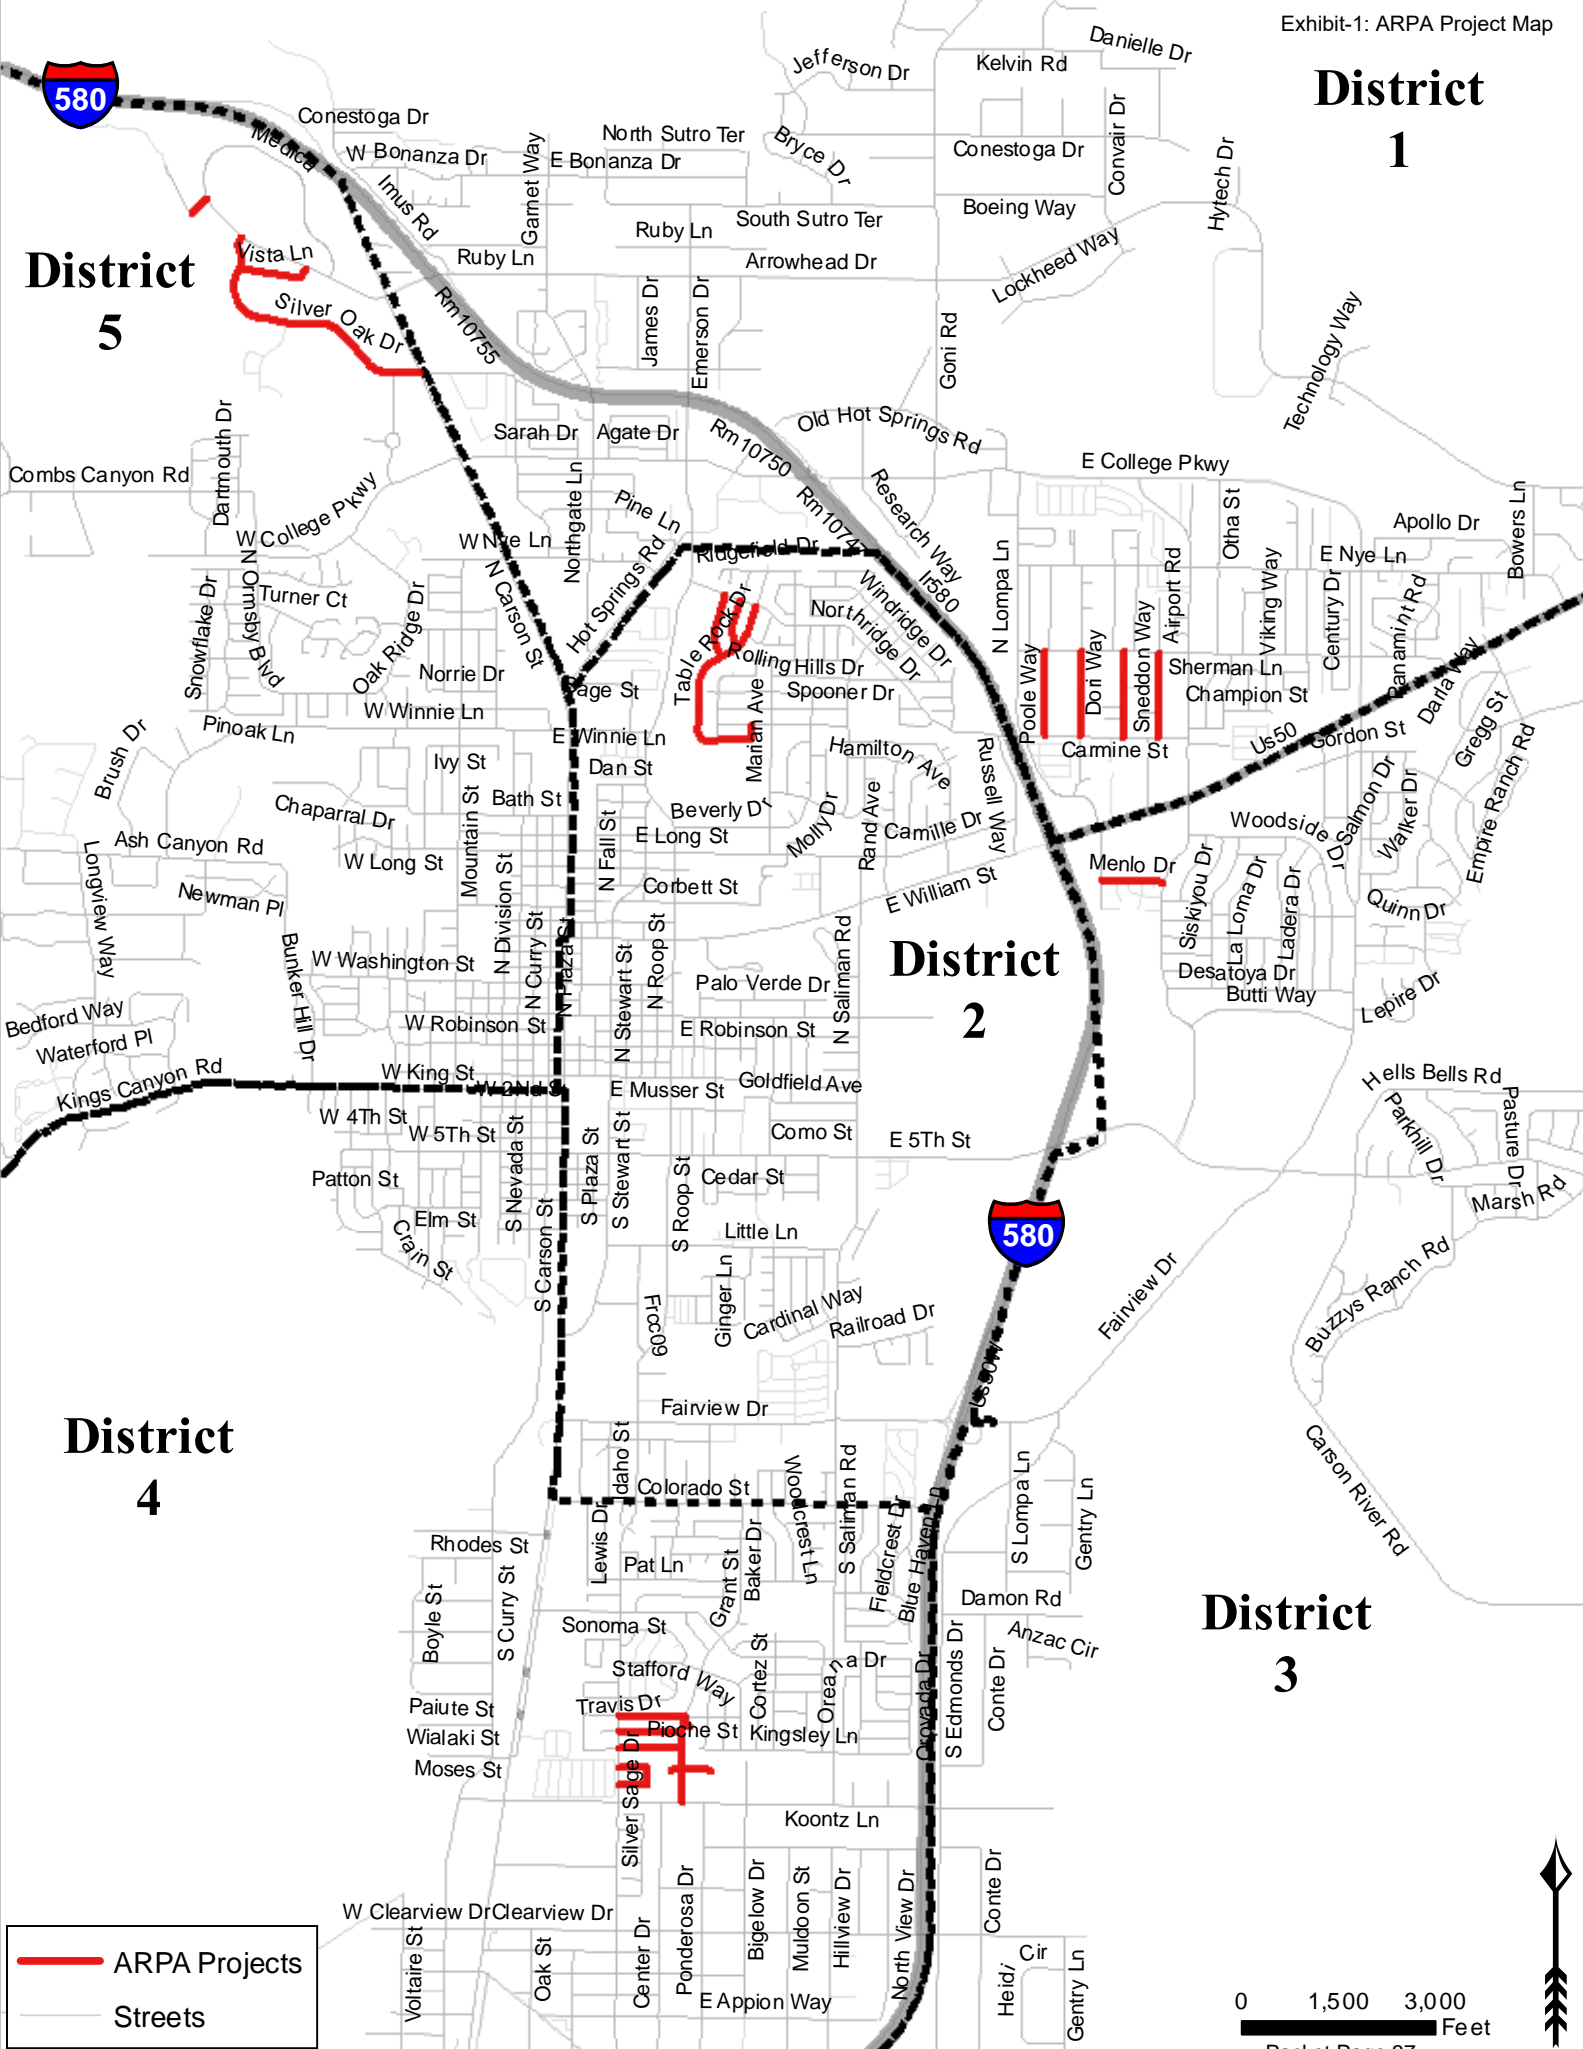 Exhibit-1: ARPA Project Map
Danielle Dr
Jefferson Dr
Kelvin Rd
District
1
580
Conestoga Dr
Medica
W Bonanza Dr
Garnet Way
North Sutro Ter
E Bonanza Dr
Bryce Dr
Conestoga Dr
Convair Dr
Hytech Dr
Imus Rd
South Sutro Ter
Boeing Way
Ruby Ln
Ruby Ln
Arrowhead Dr
Lockheed Way
District
5
Vista Ln
Silver Oak Dr
Rm10755
James Dr
Emerson Dr
Goni Rd
Technology Way
Dartmouth Dr
Sarah Dr
Agate Dr
Rm10750
Old Hot Springs Rd
Combs Canyon Rd
E College Pkwy
W College Pkwy
Northgate Ln
Pine Ln
Rm1074
Research Way
Otha St
Apollo Dr
Bowers Ln
W Nye Ln
Ridgefield Dr
N Lompa Ln
Airport Rd
E Nye Ln
N Ornsby Blvd
Turner Ct
Snowflake Dr
Oak Ridge Dr
N Carson St
Hot Springs Rd
Table Rock Dr
Northridge Dr
Windridge Dr
Ir580
Viking Way
Century Dr
Panamint Rd
Darla Way
Norrie Dr
Rolling Hills Dr
Poole Way
Dori Way
Sneddon Way
Sherman Ln
Page St
Spooner Dr
Champion St
Pinoak Ln
W Winnie Ln
E Winnie Ln
Marian Ave
Hamilton Ave
Carmine St
Us50
Gordon St
Gregg St
Brush Dr
Ivy St
Dan St
Russell Way
Empire Ranch Rd
Chaparral Dr
Mountain St
Bath St
N Fall St
Beverly Dr
Molly Dr
Rand Ave
Camille Dr
Woodside Dr
Salmon Dr
Walker Dr
Ash Canyon Rd
Longview Way
W Long St
E Long St
Menlo Dr
Newman Pl
N Division St
Corbett St
E William St
Siskiyou Dr
La Loma Dr
Ladera Dr
Quinn Dr
Bunker Hill Dr
W Washington St
N Curry St
N Plaza St
N Stewart St
N Roop St
N Saliman Rd
District
2
Palo Verde Dr
Desatoya Dr
Butti Way
Lepire Dr
Bedford Way
Waterford Pl
W Robinson St
E Robinson St
Kings Canyon Rd
W King St
W 2Nd St
E Musser St
Goldfield Ave
Hells Bells Rd
W 4Th St
W 5Th St
Como St
E 5Th St
Parkhill Dr
Pasture Dr
Patton St
S Nevada St
S Plaza St
S Stewart St
S Roop St
Cedar St
Marsh Rd
Elm St
Crain St
S Carson St
Little Ln
580
Froc09
Ginger Ln
Cardinal Way
Railroad Dr
Fairview Dr
Buzzys Ranch Rd
Us50W
District
4
Fairview Dr
Idaho St
Colorado St
Woodcrest Ln
S Saliman Rd
S Lompa Ln
Gentry Ln
Carson River Rd
Rhodes St
Lewis Dr
Pat Ln
Grant St
Baker Dr
Fieldcrest Dr
Blue Haven Ln
Damon Rd
District
3
Boyle St
S Curry St
Sonoma St
Anzac Cir
Stafford Way
Cortez St
Oreana Dr
Orovada Dr
S Edmonds Dr
Conte Dr
Paiute St
Travis Dr
Wialaki St
Pioche St
Kingsley Ln
Moses St
Silver Sage Dr
Koontz Ln
W Clearview Dr
Clearview Dr
Voltaire St
Oak St
Center Dr
Ponderosa Dr
Bigelow Dr
Muldoon St
Hillview Dr
North View Dr
Conte Dr
Heidi Cir
Gentry Ln
E Appion Way
ARPA Projects
Streets
0 1,500 3,000
Feet